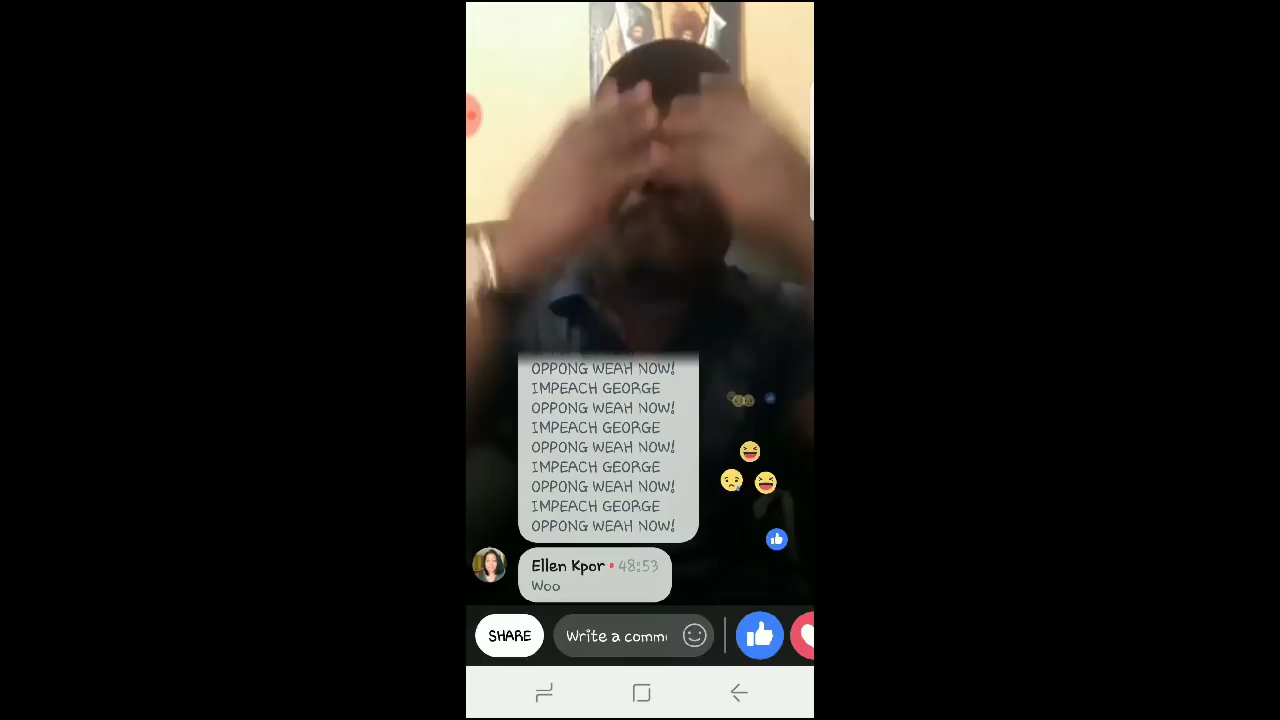 OPPONG WEAH NOW!
IMPEACH GEORGE
OPPONG WEAH NOW!
IMPEACH GEORGE
OPPONG WEAH NOW!
IMPEACH GEORGE
OPPONG WEAH NOW!
IMPEACH GEORGE
OPPONG WEAH NOW!
Ellen Kpor • 48:53
Woo
SHARE
Write a comm